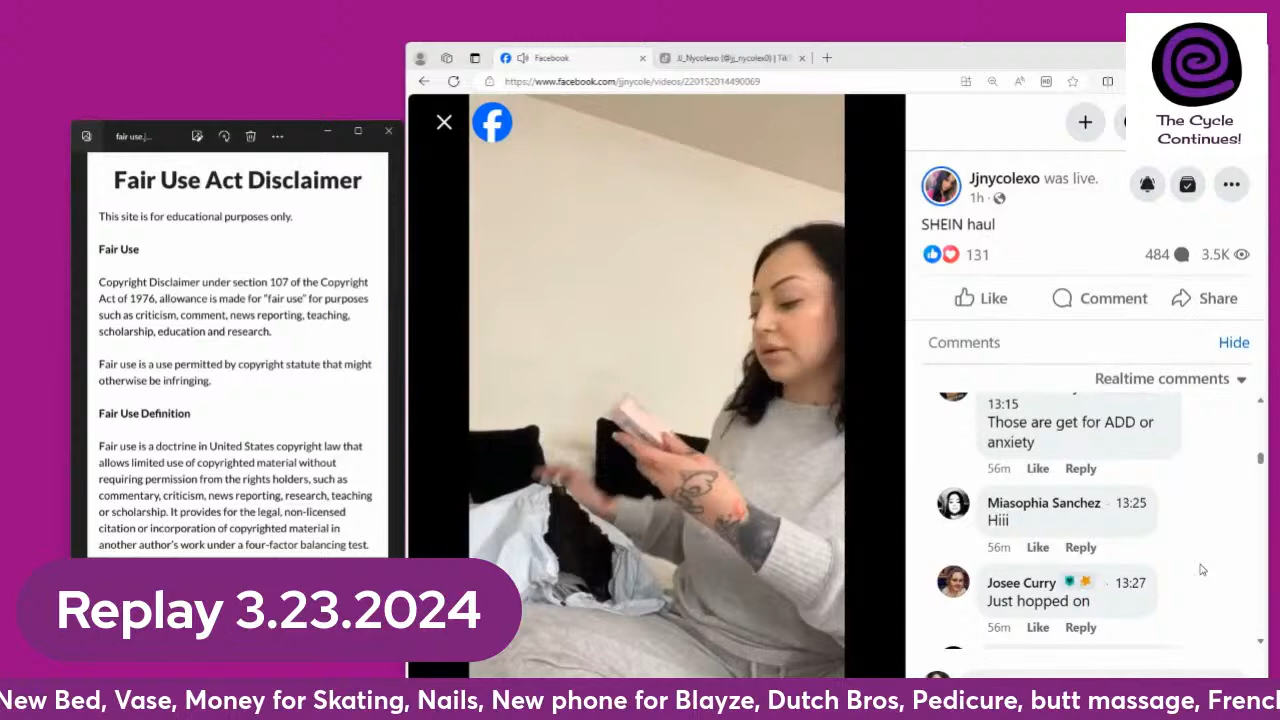 Facebook
JJ_Nycolexo (@jj_nycolex0) | Tik
https://www.facebook.com/jjnycole/videos/220152014490069
The Cycle
Continues!
fair use.j...
Fair Use Act Disclaimer
This site is for educational purposes only.
Fair Use
Copyright Disclaimer under section 107 of the Copyright
Act of 1976, allowance is made for “fair use” for purposes
such as criticism, comment, news reporting, teaching,
scholarship, education and research.
Fair use is a use permitted by copyright statute that might
otherwise be infringing.
Fair Use Definition
Fair use is a doctrine in United States copyright law that
allows limited use of copyrighted material without
requiring permission from the rights holders, such as
commentary, criticism, news reporting, research, teaching
or scholarship. It provides for the legal, non-licensed
citation or incorporation of copyrighted material in
another author’s work under a four-factor balancing test.
Jjnycolexo was live.
1h ·
SHEIN haul
131
484 3.5K
Like Comment Share
Comments Hide
Realtime comments
13:15
Those are get for ADD or
anxiety
56m Like Reply
Miasophia Sanchez · 13:25
Hiii
56m Like Reply
Josee Curry · 13:27
Just hopped on
56m Like Reply
Replay 3.23.2024
New Bed, Vase, Money for Skating, Nails, New phone for Blayze, Dutch Bros, Pedicure, butt massage, Frenc